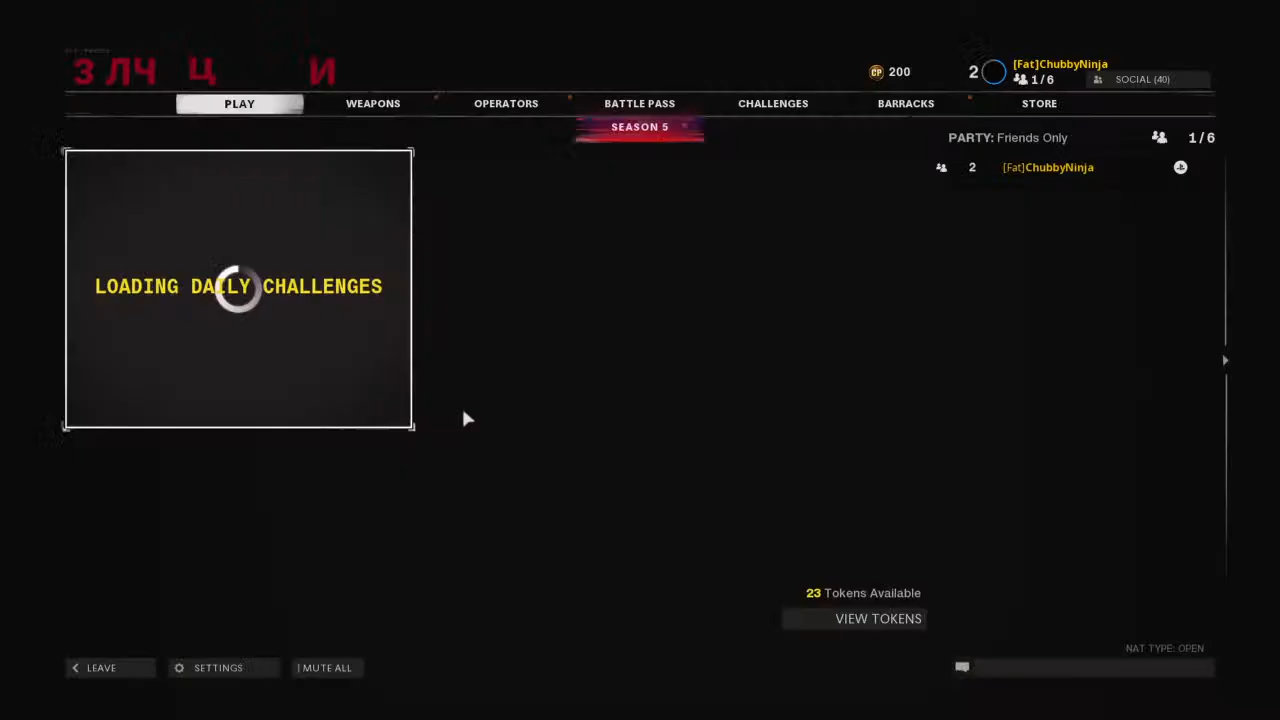 З ЛЧ Ц И
CP 200
2
[Fat]ChubbyNinja
1/6
SOCIAL (40)
PLAY
WEAPONS
OPERATORS
BATTLE PASS
CHALLENGES
BARRACKS
STORE
SEASON 5
PARTY: Friends Only
1/6
2 [Fat]ChubbyNinja
LOADING DAILY CHALLENGES
23 Tokens Available
VIEW TOKENS
NAT TYPE: OPEN
LEAVE
SETTINGS
MUTE ALL